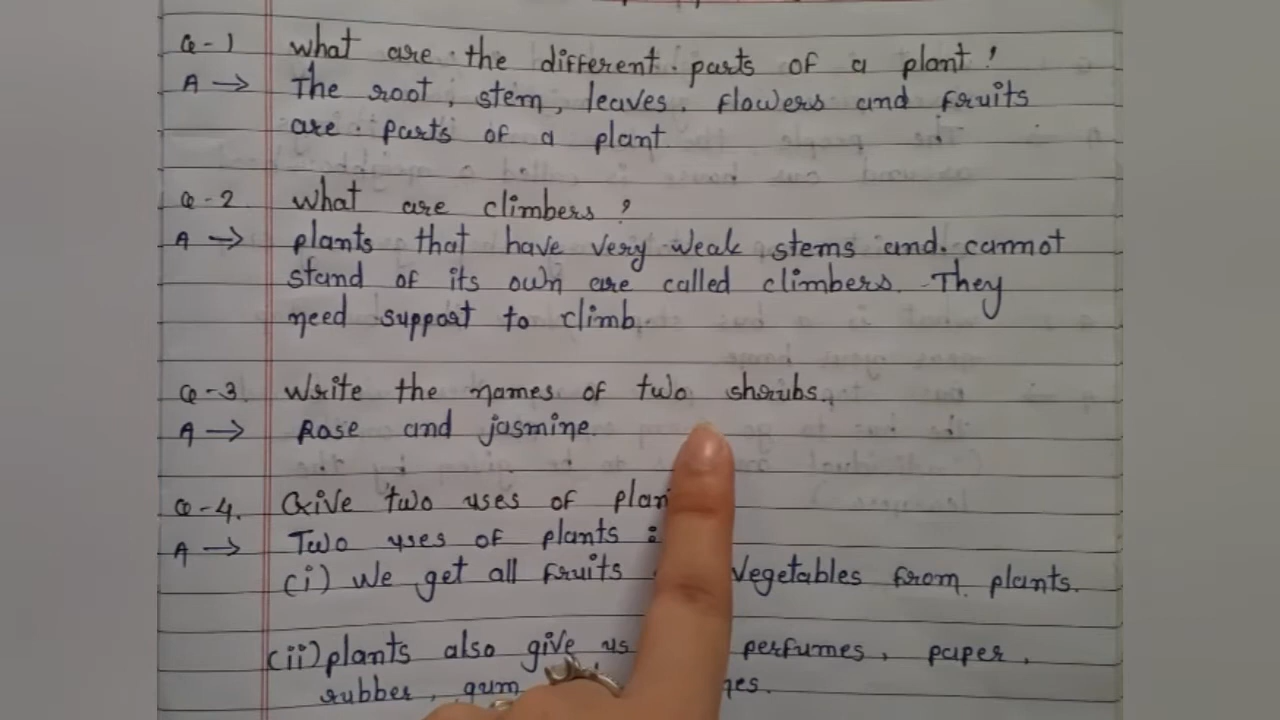 Q-1 What are the different parts of a plant?
A → The root, stem, leaves, flowers and fruits
are parts of a plant
Q-2 What are climbers?
A → plants that have very weak stems and cannot
stand of its own are called climbers. They
need support to climb.
Q-3 Write the names of two shrubs.
A → Rose and jasmine.
Q-4. Give two uses of
A → Two uses of plants :
(i) We get all fruits vegetables from plants.
(ii) plants also give us perfumes, paper,
rubber, gum